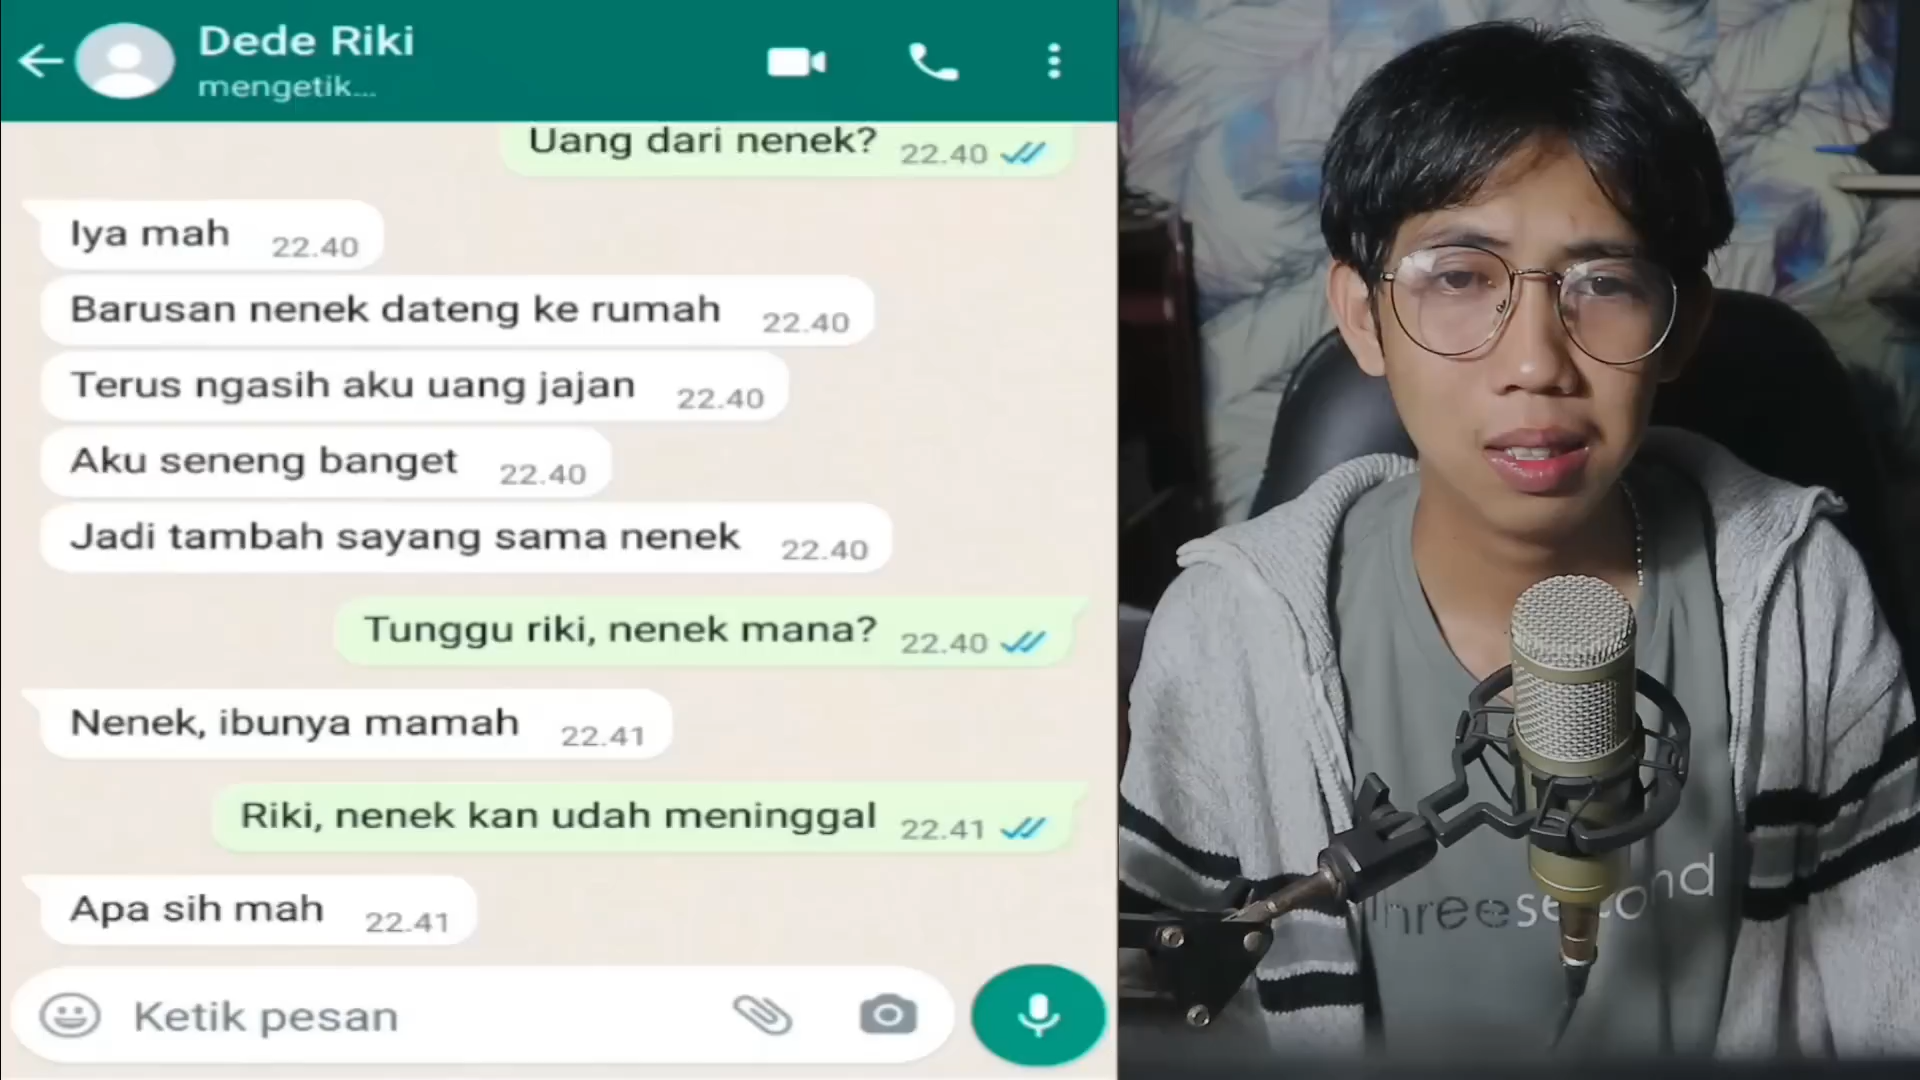 Dede Riki
mengetik...
Uang dari nenek? 22.40
Iya mah 22.40
Barusan nenek dateng ke rumah 22.40
Terus ngasih aku uang jajan 22.40
Aku seneng banget 22.40
Jadi tambah sayang sama nenek 22.40
Tunggu riki, nenek mana? 22.40
Nenek, ibunya mamah 22.41
Riki, nenek kan udah meninggal 22.41
Apa sih mah 22.41
Ketik pesan